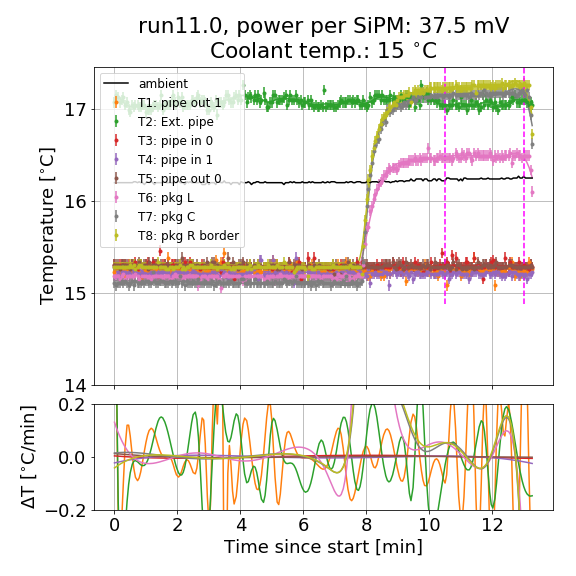 run11.0, power per SiPM: 37.5 mV
Coolant temp.: 15 °C
Temperature [°C]
17
16
15
14
ambient
T1: pipe out 1
T2: Ext. pipe
T3: pipe in 0
T4: pipe in 1
T5: pipe out 0
T6: pkg L
T7: pkg C
T8: pkg R border
ΔT [°C/min]
0.2
0.0
−0.2
0 2 4 6 8 10 12
Time since start [min]